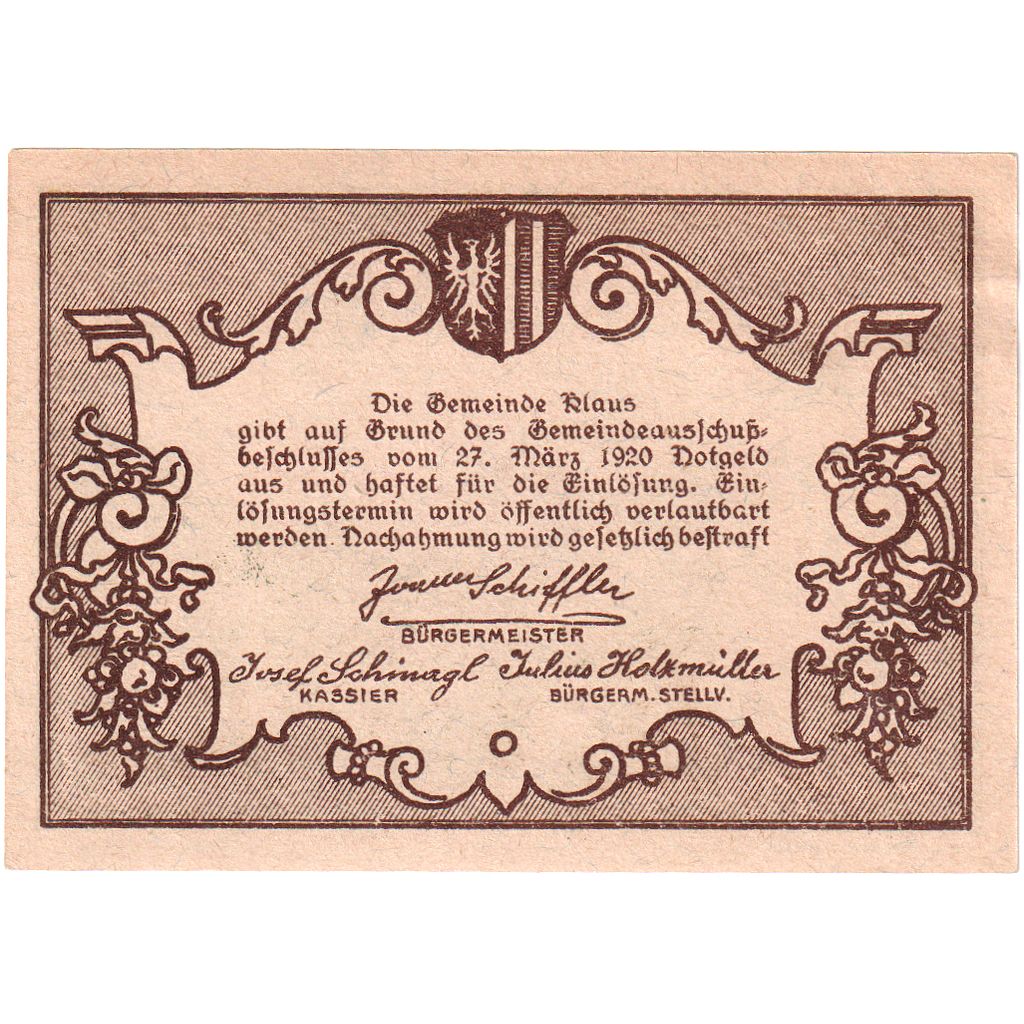 Die Gemeinde Klaus
gibt auf Grund des Gemeindeausschuß-
beschlusses vom 27. März 1920 Notgeld
aus und haftet für die Einlösung. Ein-
lösungstermin wird öffentlich verlautbart
werden. Nachahmung wird gesetzlich bestraft
Schiffler
BÜRGERMEISTER
Josef Schinagl Julius Holzmüller
KASSIER BÜRGERM. STELLV.